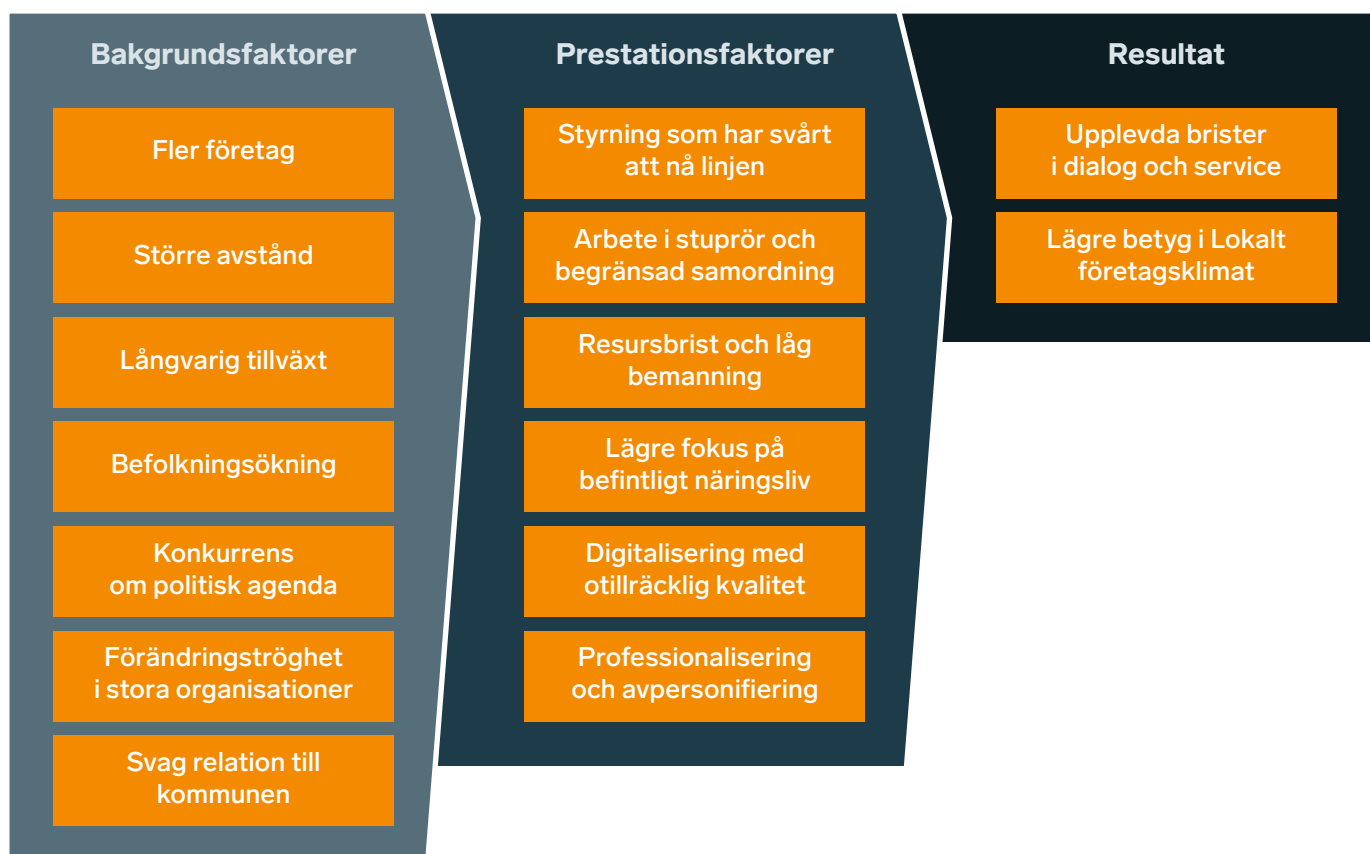 Bakgrundsfaktorer
Fler företag
Större avstånd
Långvarig tillväxt
Befolkningsökning
Konkurrens
om politisk agenda
Förändringströghet
i stora organisationer
Svag relation till
kommunen
Prestationsfaktorer
Styrning som har svårt
att nå linjen
Arbete i stuprör och
begränsad samordning
Resursbrist och låg
bemanning
Lägre fokus på
befintligt näringsliv
Digitalisering med
otillräcklig kvalitet
Professionalisering
och avpersonifiering
Resultat
Upplevda brister
i dialog och service
Lägre betyg i Lokalt
företagsklimat